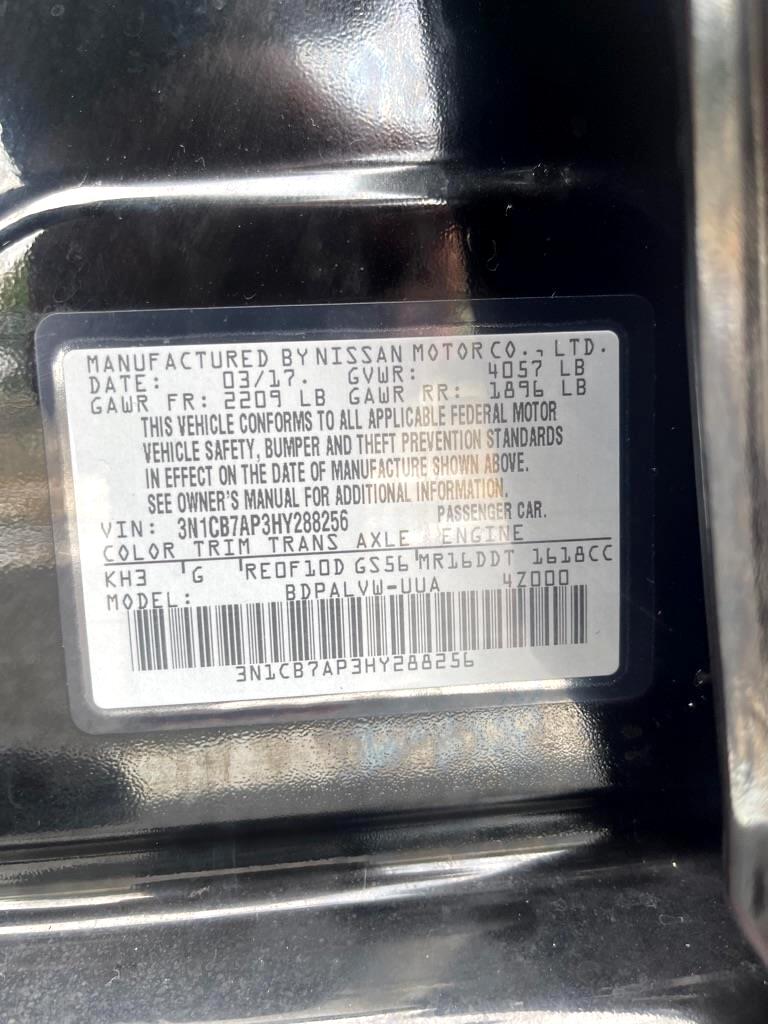 MANUFACTURED BY NISSAN MOTOR CO., LTD.
DATE: 03/17. GVWR: 4057 LB
GAWR FR: 2209 LB GAWR RR: 1896 LB
THIS VEHICLE CONFORMS TO ALL APPLICABLE FEDERAL MOTOR
VEHICLE SAFETY, BUMPER AND THEFT PREVENTION STANDARDS
IN EFFECT ON THE DATE OF MANUFACTURE SHOWN ABOVE.
SEE OWNER'S MANUAL FOR ADDITIONAL INFORMATION.
VIN: 3N1CB7AP3HY288256 PASSENGER CAR.
COLOR TRIM TRANS AXLE ENGINE
KH3 G RE0F10D GS56 MR16DDT 1618CC
MODEL: BDPALVW-UUA 4Z000
3N1CB7AP3HY288256